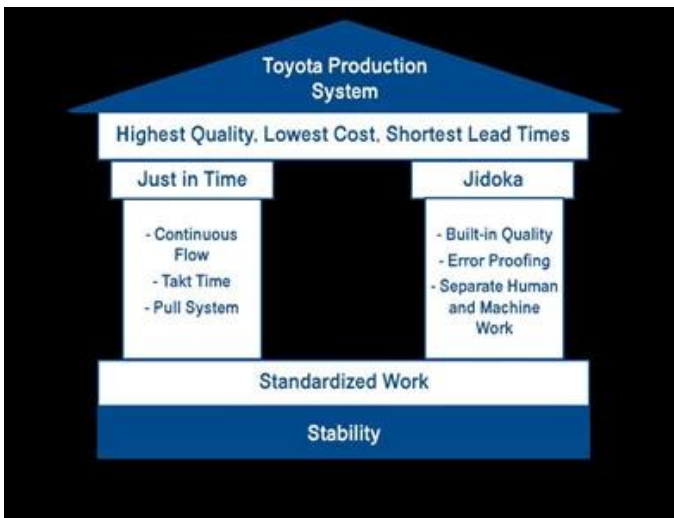 Toyota Production
System
Highest Quality, Lowest Cost, Shortest Lead Times
Just in Time
- Continuous
Flow
- Takt Time
- Pull System
Jidoka
- Built-in Quality
- Error Proofing
- Separate Human
and Machine
Work
Standardized Work
Stability